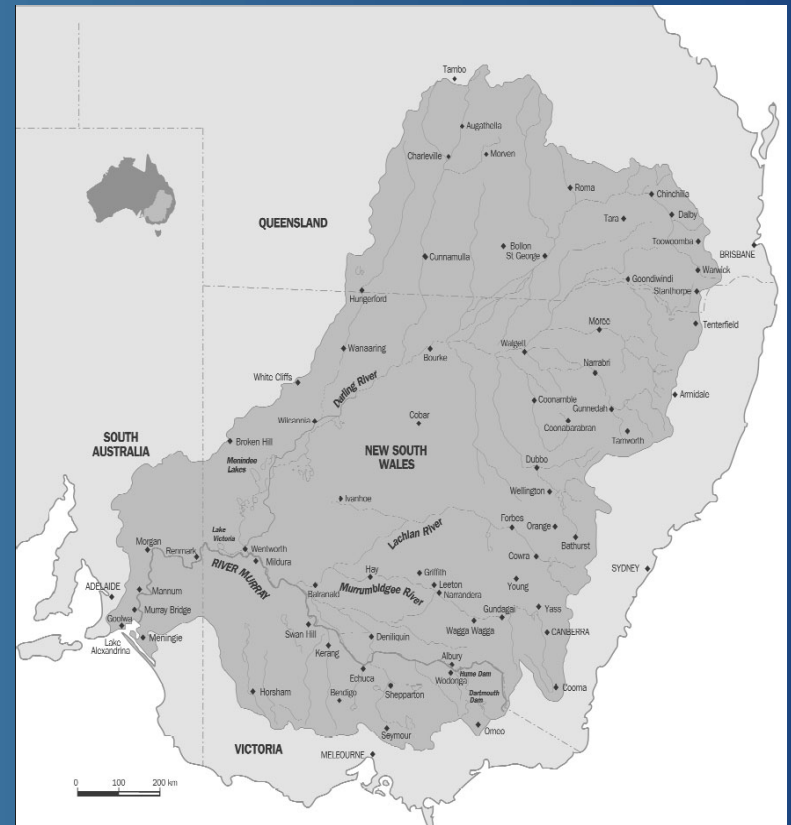 Tambo
Augathella
Charleville
Morven
Roma
Chinchilla
QUEENSLAND
Tara
Dalby
Toowoomba
BRISBANE
Bollon
St George
Cunnamulla
Warwick
Goondiwindi
Stanthorpe
Hungerford
Moree
Tenterfield
Wanaaring
Bourke
Walgett
Narrabri
White Cliffs
Darling River
Coonamble
Gunnedah
Armidale
Wilcannia
Cobar
Coonabarabran
SOUTH
AUSTRALIA
Broken Hill
NEW SOUTH
WALES
Tamworth
Menindee
Lakes
Dubbo
Ivanhoe
Wellington
Lachlan River
Forbes
Orange
Lake
Victoria
Bathurst
Morgan
Renmark
Wentworth
Mildura
Cowra
SYDNEY
RIVER MURRAY
Hay
Griffith
ADELAIDE
Mannum
Balranald
Murrumbidgee River
Leeton
Narrandera
Young
Murray Bridge
Gundagai
Yass
Goolwa
Lake
Alexandrina
Meningie
Swan Hill
Deniliquin
Wagga Wagga
CANBERRA
Kerang
Albury
Echuca
Wodonga
Hume Dam
Horsham
Bendigo
Shepparton
Dartmouth
Dam
Cooma
Seymour
Omeo
VICTORIA
MELBOURNE
0 100 200 km